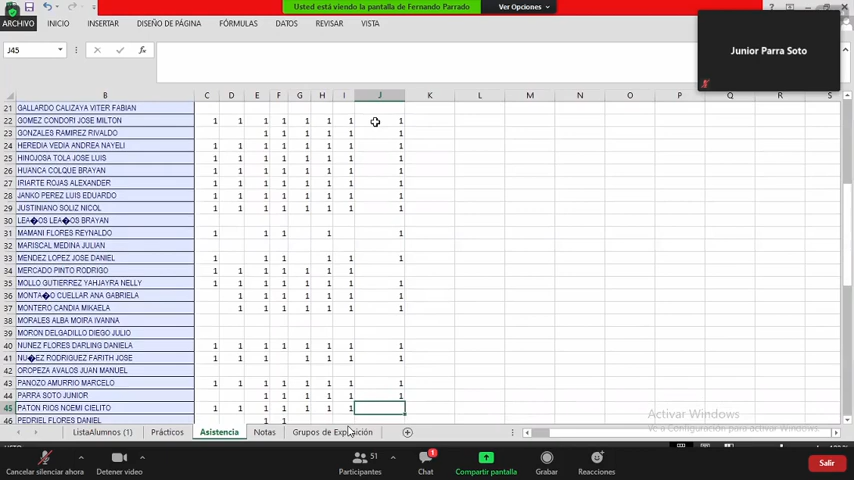 Usted está viendo la pantalla de Fernando Parrado
Ver Opciones
ARCHIVO INICIO INSERTAR DISEÑO DE PÁGINA FÓRMULAS DATOS REVISAR VISTA
Junior Parra Soto
J45
B C D E F G H I J K L M N O P Q R S
21 GALLARDO CALIZAYA VITER FABIAN
22 GOMEZ CONDORI JOSE MILTON 1 1 1 1 1 1 1 1
23 GONZALES RAMIREZ RIVALDO 1 1 1 1 1 1
24 HEREDIA VEDIA ANDREA NAYELI 1 1 1 1 1 1 1 1
25 HINOJOSA TOLA JOSE LUIS 1 1 1 1 1 1 1 1
26 HUANCA COLQUE BRAYAN 1 1 1 1 1 1 1 1
27 IRIARTE ROJAS ALEXANDER 1 1 1 1 1 1 1 1
28 JANKO PEREZ LUIS EDUARDO 1 1 1 1 1 1 1 1
29 JUSTINIANO SOLIZ NICOL 1 1 1 1 1 1 1 1
30 LEA�OS LEA�OS BRAYAN
31 MAMANI FLORES REYNALDO 1 1 1 1 1
32 MARISCAL MEDINA JULIAN
33 MENDEZ LOPEZ JOSE DANIEL 1 1 1 1 1 1
34 MERCADO PINTO RODRIGO 1 1 1 1 1 1
35 MOLLO GUTIERREZ YAHJAYRA NELLY 1 1 1 1 1 1 1 1
36 MONTA�O CUELLAR ANA GABRIELA 1 1 1 1 1 1 1
37 MONTERO CANDIA MIKAELA 1 1 1 1 1 1 1
38 MORALES ALBA MOIRA IVANNA
39 MORON DELGADILLO DIEGO JULIO
40 NUNEZ FLORES DARLING DANIELA 1 1 1 1 1 1 1 1
41 NU�EZ RODRIGUEZ FARITH JOSE 1 1 1 1 1 1 1
42 OROPEZA AVALOS JUAN MANUEL
43 PANOZO AMURRIO MARCELO 1 1 1 1 1 1 1 1
44 PARRA SOTO JUNIOR 1 1 1 1 1 1
45 PATON RIOS NOEMI CIELITO 1 1 1 1 1 1 1
46 PEDRIEL FLORES DANIEL 1 1
Activar Windows
Ve a Configuración para activar Windows.
ListaAlumnos (1) Prácticos Asistencia Notas Grupos de Exposición
Cancelar silenciar ahora
Detener video
51
Participantes
1
Chat
Compartir pantalla
Grabar
Reacciones
Salir